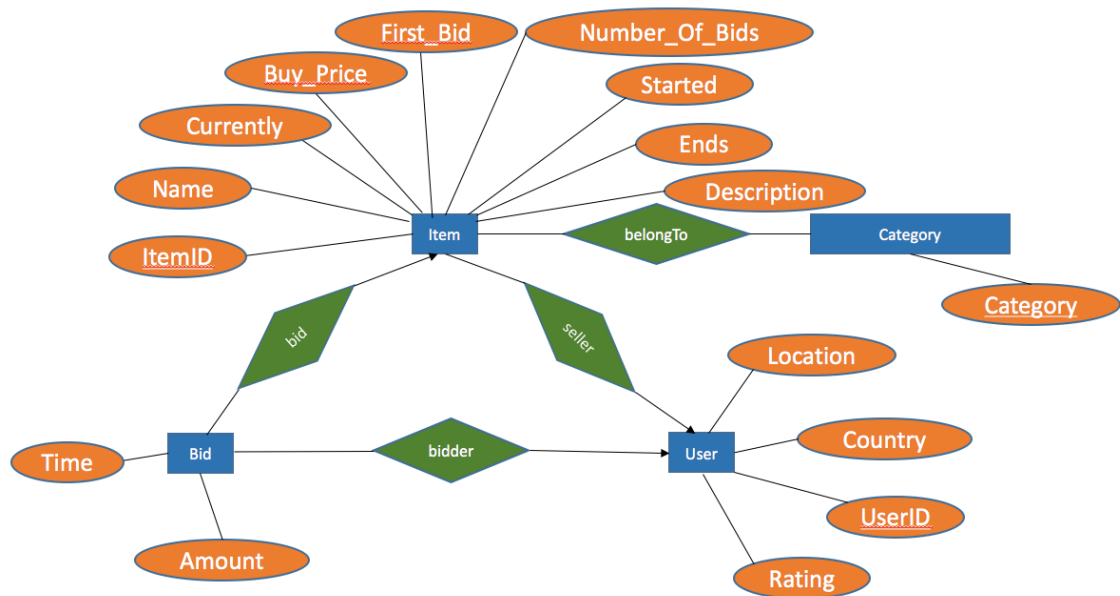 First_Bid
Number_Of_Bids
Buy_Price
Started
Currently
Ends
Name
Description
Item
belongTo
Category
ItemID
Category
bid
seller
Location
Time
Bid
bidder
User
Country
UserID
Amount
Rating